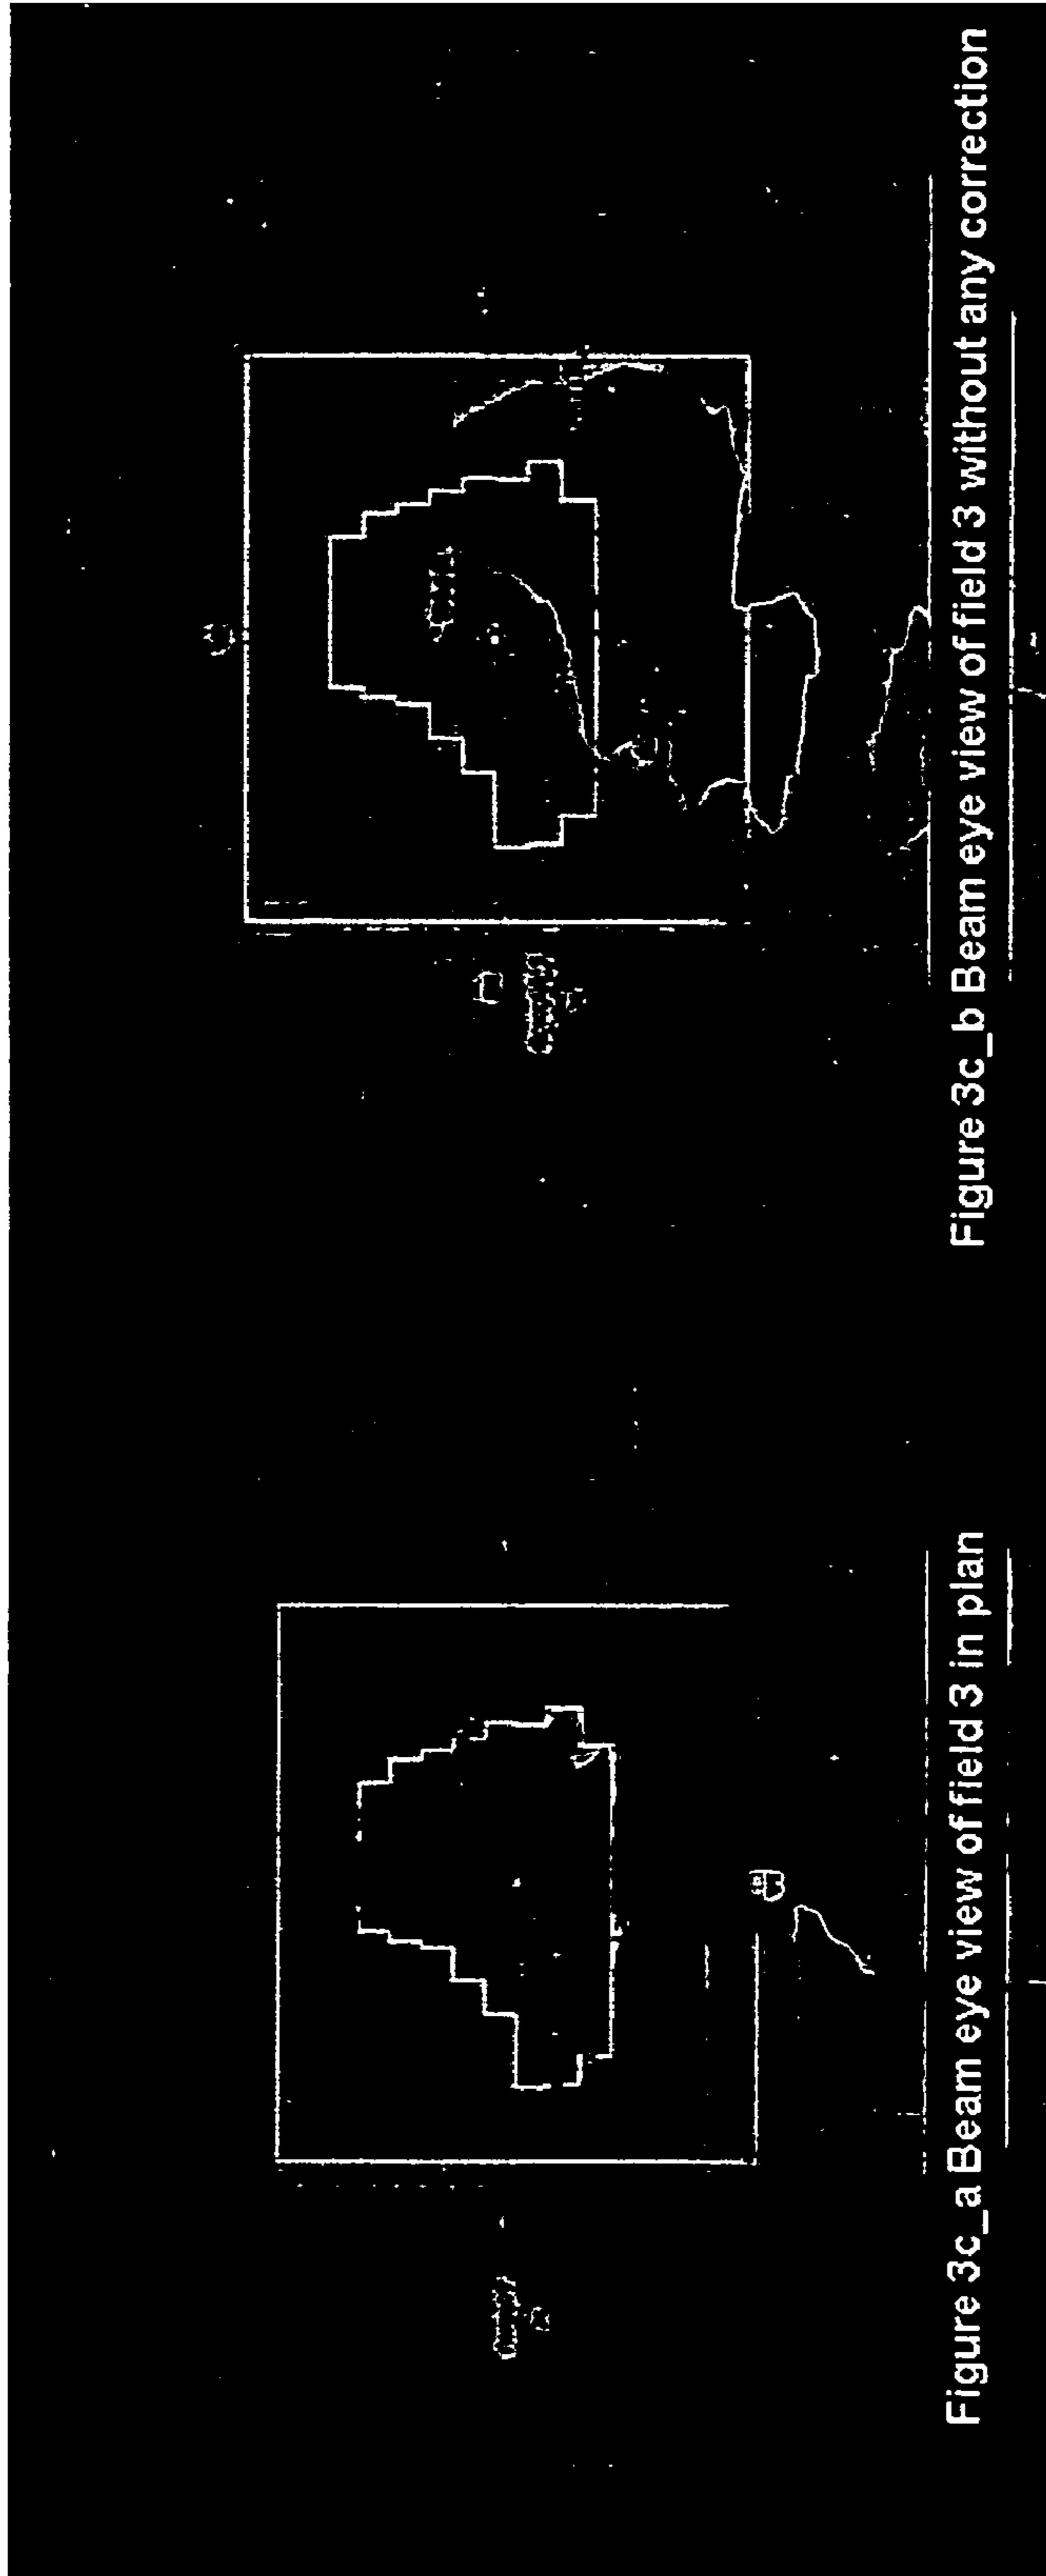 Figure 3c_a Beam eye view of field 3 in plan
Figure 3c_b Beam eye view of field 3 without any correction